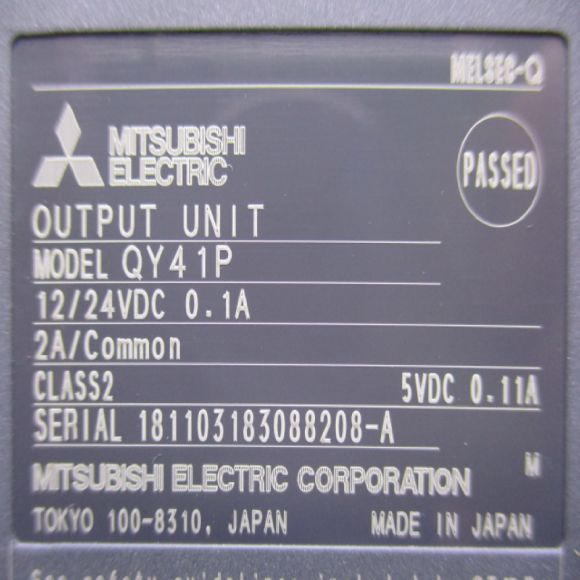 MELSEC-Q
MITSUBISHI
ELECTRIC
PASSED
OUTPUT UNIT
MODEL QY41P
12/24VDC 0.1A
2A/Common
CLASS2 5VDC 0.11A
SERIAL 181103183088208-A
M
MITSUBISHI ELECTRIC CORPORATION
TOKYO 100-8310, JAPAN MADE IN JAPAN